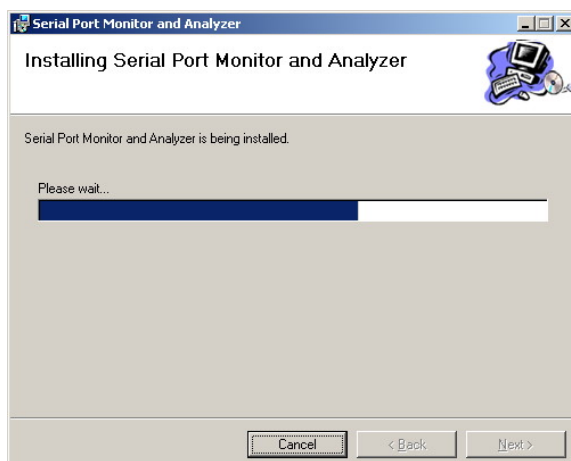 Serial Port Monitor and Analyzer
Installing Serial Port Monitor and Analyzer
Serial Port Monitor and Analyzer is being installed.
Please wait...
Cancel
< Back
Next >